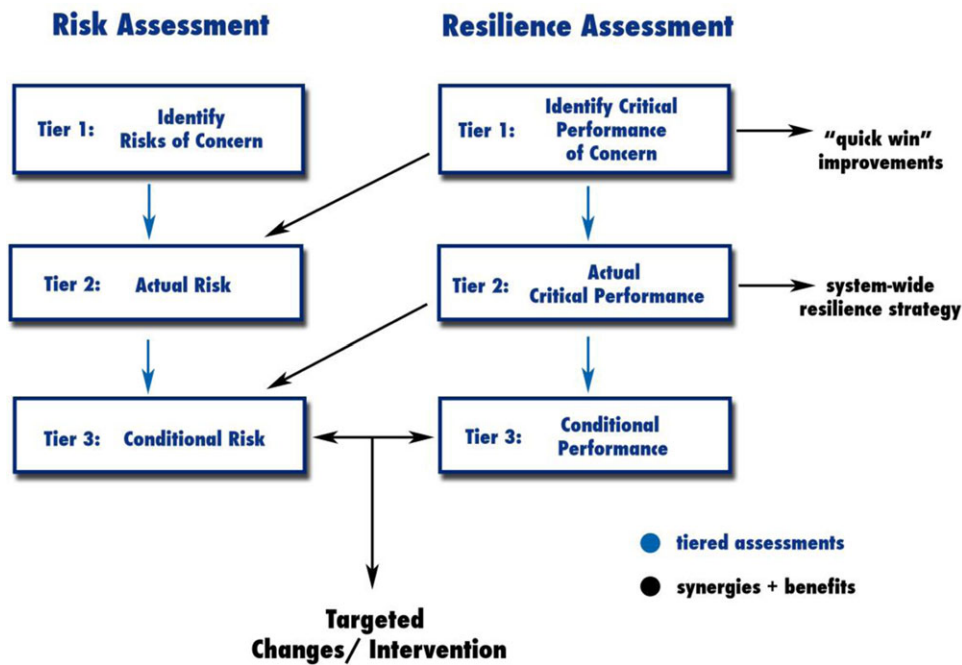 Risk Assessment
Resilience Assessment
Tier 1:
Identify
Risks of Concern
Tier 1:
Identify Critical
Performance
of Concern
“quick win”
improvements
Tier 2:
Actual Risk
Tier 2:
Actual
Critical Performance
system-wide
resilience strategy
Tier 3:
Conditional Risk
Tier 3:
Conditional
Performance
tiered assessments
synergies + benefits
Targeted
Changes/ Intervention